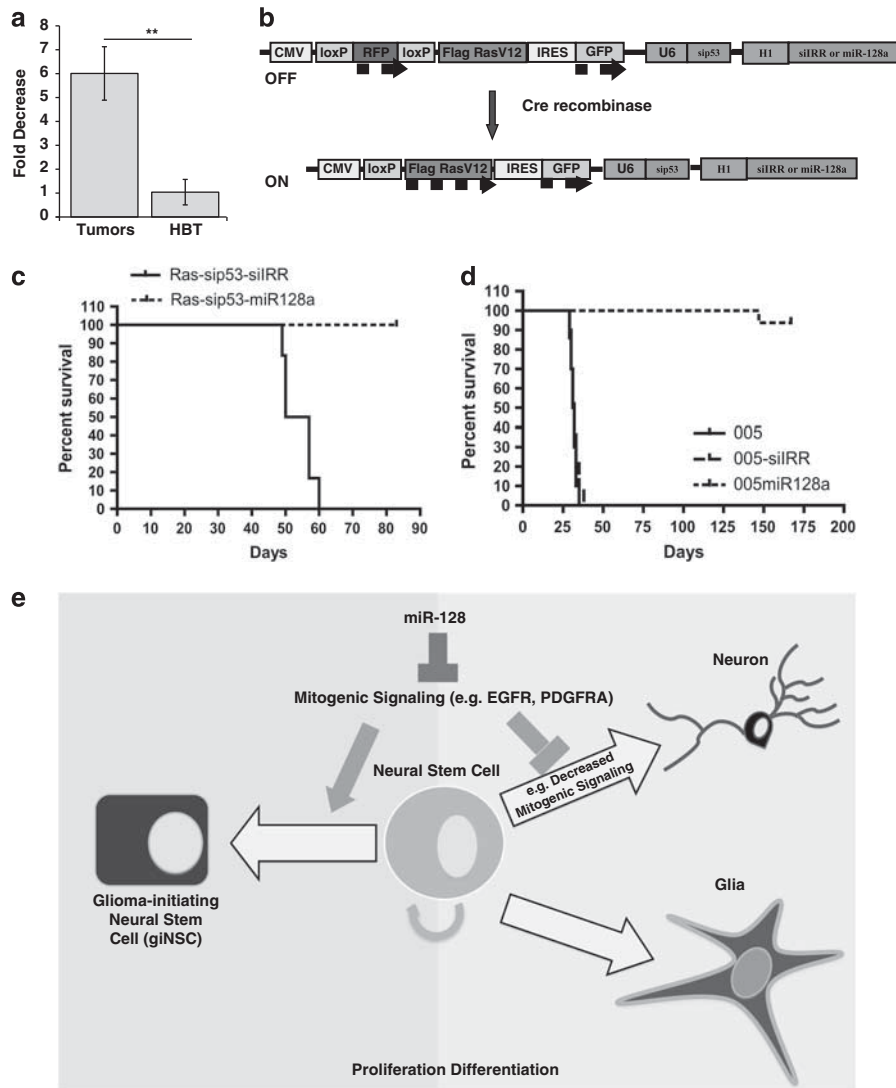 a
**
Fold Decrease
8
7
6
5
4
3
2
1
0
Tumors HBT
b
CMV loxP RFP loxP Flag RasV12 IRES GFP U6 sip53 H1 siIRR or miR-128a
OFF
Cre recombinase
CMV loxP Flag RasV12 IRES GFP U6 sip53 H1 siIRR or miR-128a
ON
c
Ras-sip53-siIRR
Ras-sip53-miR128a
Percent survival
110
100
90
80
70
60
50
40
30
20
10
0
0 10 20 30 40 50 60 70 80 90
Days
d
Percent survival
110
100
90
80
70
60
50
40
30
20
10
0
005
005-siIRR
005miR128a
0 25 50 75 100 125 150 175 200
Days
e
miR-128
Mitogenic Signaling (e.g. EGFR, PDGFRA)
Neuron
Neural Stem Cell
e.g. Decreased
Mitogenic Signaling
Glioma-initiating
Neural Stem
Cell (giNSC)
Glia
Proliferation Differentiation